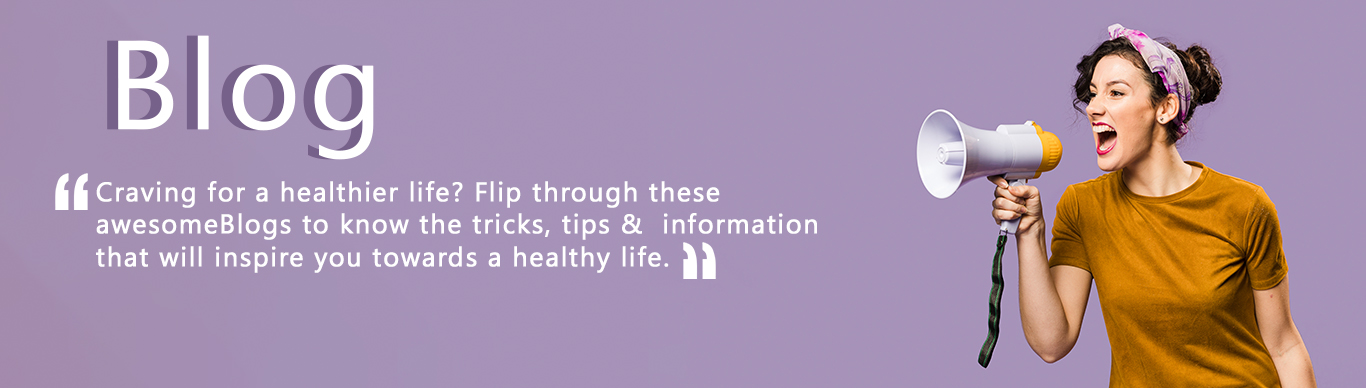 Blog
“Craving for a healthier life? Flip through these
awesomeBlogs to know the tricks, tips &  information
that will inspire you towards a healthy life. ”